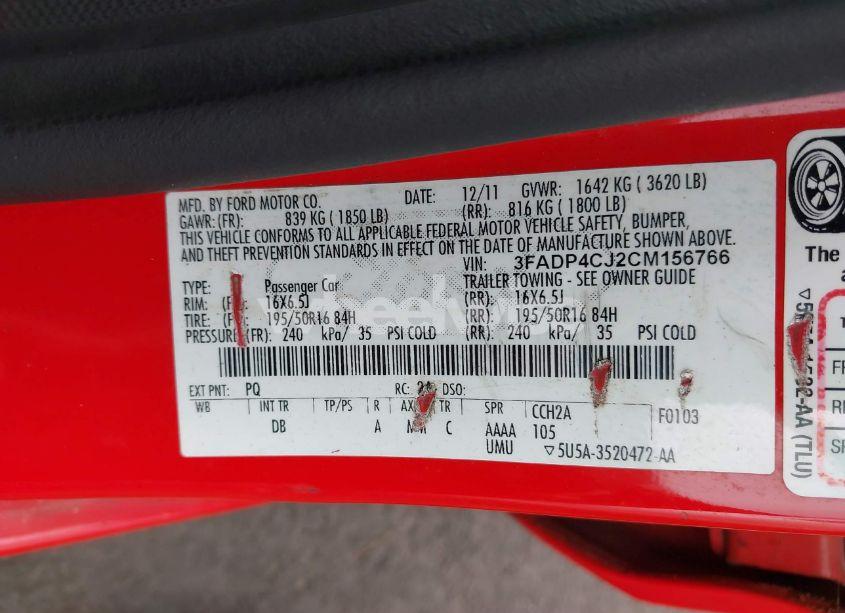 MFD. BY FORD MOTOR CO. DATE: 12/11 GVWR: 1642 KG ( 3620 LB)
GAWR: (FR): 839 KG ( 1850 LB) (RR): 816 KG ( 1800 LB)
THIS VEHICLE CONFORMS TO ALL APPLICABLE FEDERAL MOTOR VEHICLE SAFETY, BUMPER,
AND THEFT PREVENTION STANDARDS IN EFFECT ON THE DATE OF MANUFACTURE SHOWN ABOVE.
VIN: 3FADP4CJ2CM156766
TYPE: Passenger Car TRAILER TOWING - SEE OWNER GUIDE
RIM: 16X6.5J (RR): 16X6.5J
TIRE: 195/50R16 84H (RR): 195/50R16 84H
PRESSURE(FR): 240 kPa/ 35 PSI COLD (RR): 240 kPa/ 35 PSI COLD
EXT PNT: PQ RC: DSO: F0103
WB INT TR TP/PS R AX TR SPR CCH2A
DB A C AAAA 105
UMU ▽5U5A-3520472-AA
The
a
T
FR
RE
SP
-AA (TLU)